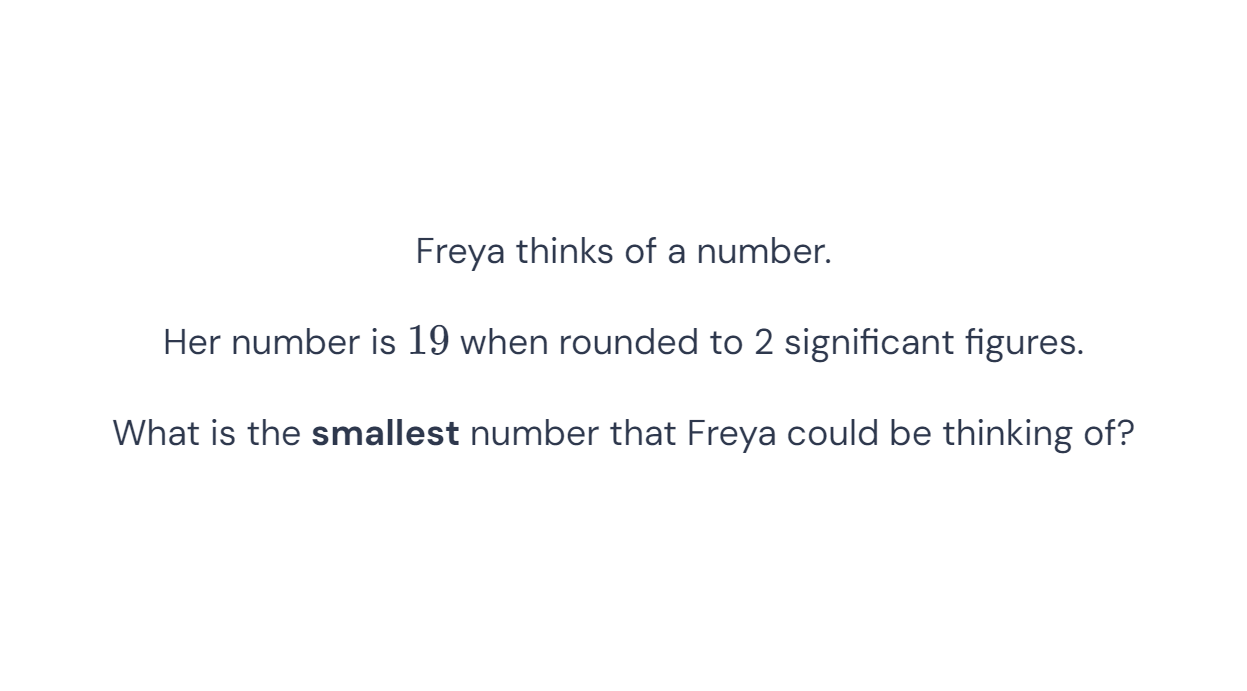 Freya thinks of a number.
Her number is 19 when rounded to 2 significant figures.
What is the smallest number that Freya could be thinking of?